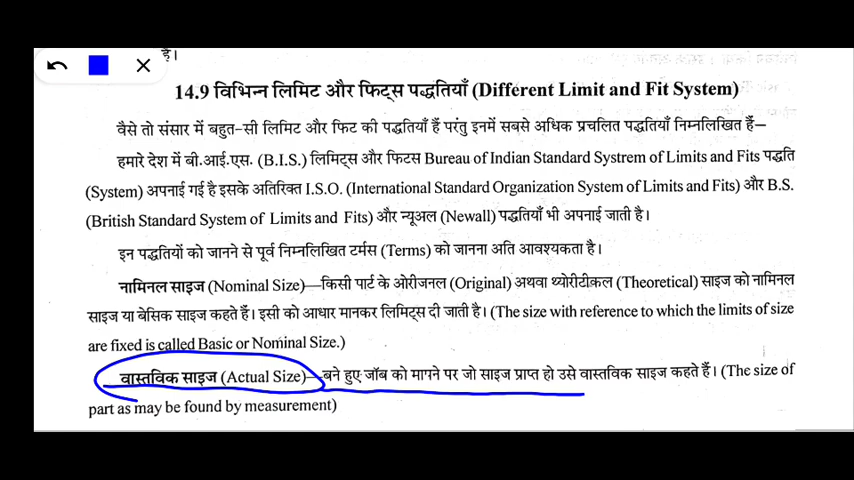 है।
14.9 विभिन्न लिमिट और फिट्स पद्धतियाँ (Different Limit and Fit System)
वैसे तो संसार में बहुत-सी लिमिट और फिट की पद्धतियाँ हैं परंतु इनमें सबसे अधिक प्रचलित पद्धतियाँ निम्नलिखित हैं—
हमारे देश में बी.आई.एस. (B.I.S.) लिमिट्स और फिटस Bureau of Indian Standard Systrem of Limits and Fits पद्धति
(System) अपनाई गई है इसके अतिरिक्त I.S.O. (International Standard Organization System of Limits and Fits) और B.S.
(British Standard System of Limits and Fits) और न्यूअल (Newall) पद्धतियाँ भी अपनाई जाती है।
इन पद्धतियों को जानने से पूर्व निम्नलिखित टर्मस (Terms) को जानना अति आवश्यकता है।
नामिनल साइज (Nominal Size)—किसी पार्ट के ओरीजनल (Original) अथवा थ्योरीटीकल (Theoretical) साइज को नामिनल
साइज या बेसिक साइज कहते हैं। इसी को आधार मानकर लिमिट्स दी जाती है। (The size with reference to which the limits of size
are fixed is called Basic or Nominal Size.)
वास्तविक साइज (Actual Size)—बने हुए जॉब को मापने पर जो साइज प्राप्त हो उसे वास्तविक साइज कहते हैं। (The size of
part as may be found by measurement)